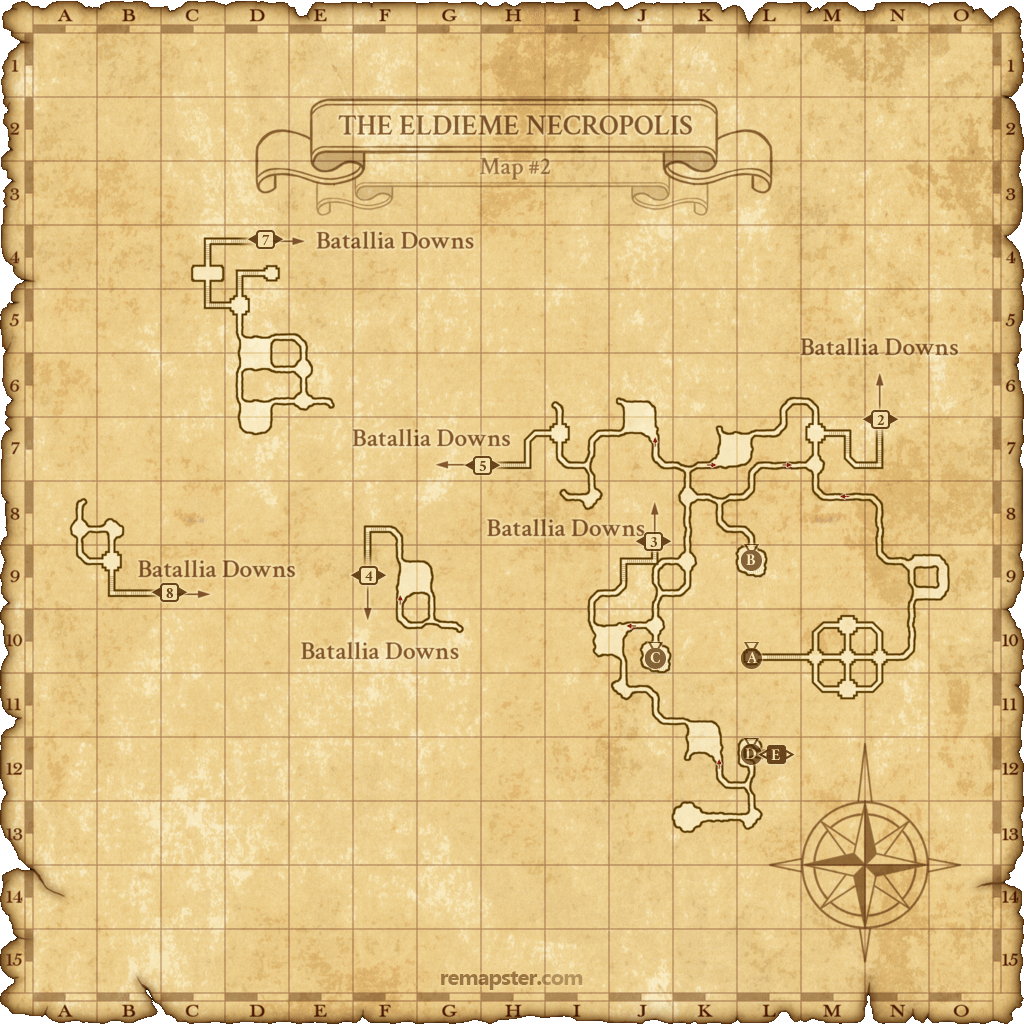 A B C D E F G H I J K L M N O
1 1
2 THE ELDIEME NECROPOLIS 2
Map #2
3 3
7 Batallia Downs
4 4
5 5
Batallia Downs
6 6
2
Batallia Downs
7 7
5
8 8
Batallia Downs
3
B
Batallia Downs
9 4 9
8
10 10
Batallia Downs
C A
11 11
D E
12 12
13 13
14 14
15 15
remapster.com
A B C D E F G H I J K L M N O